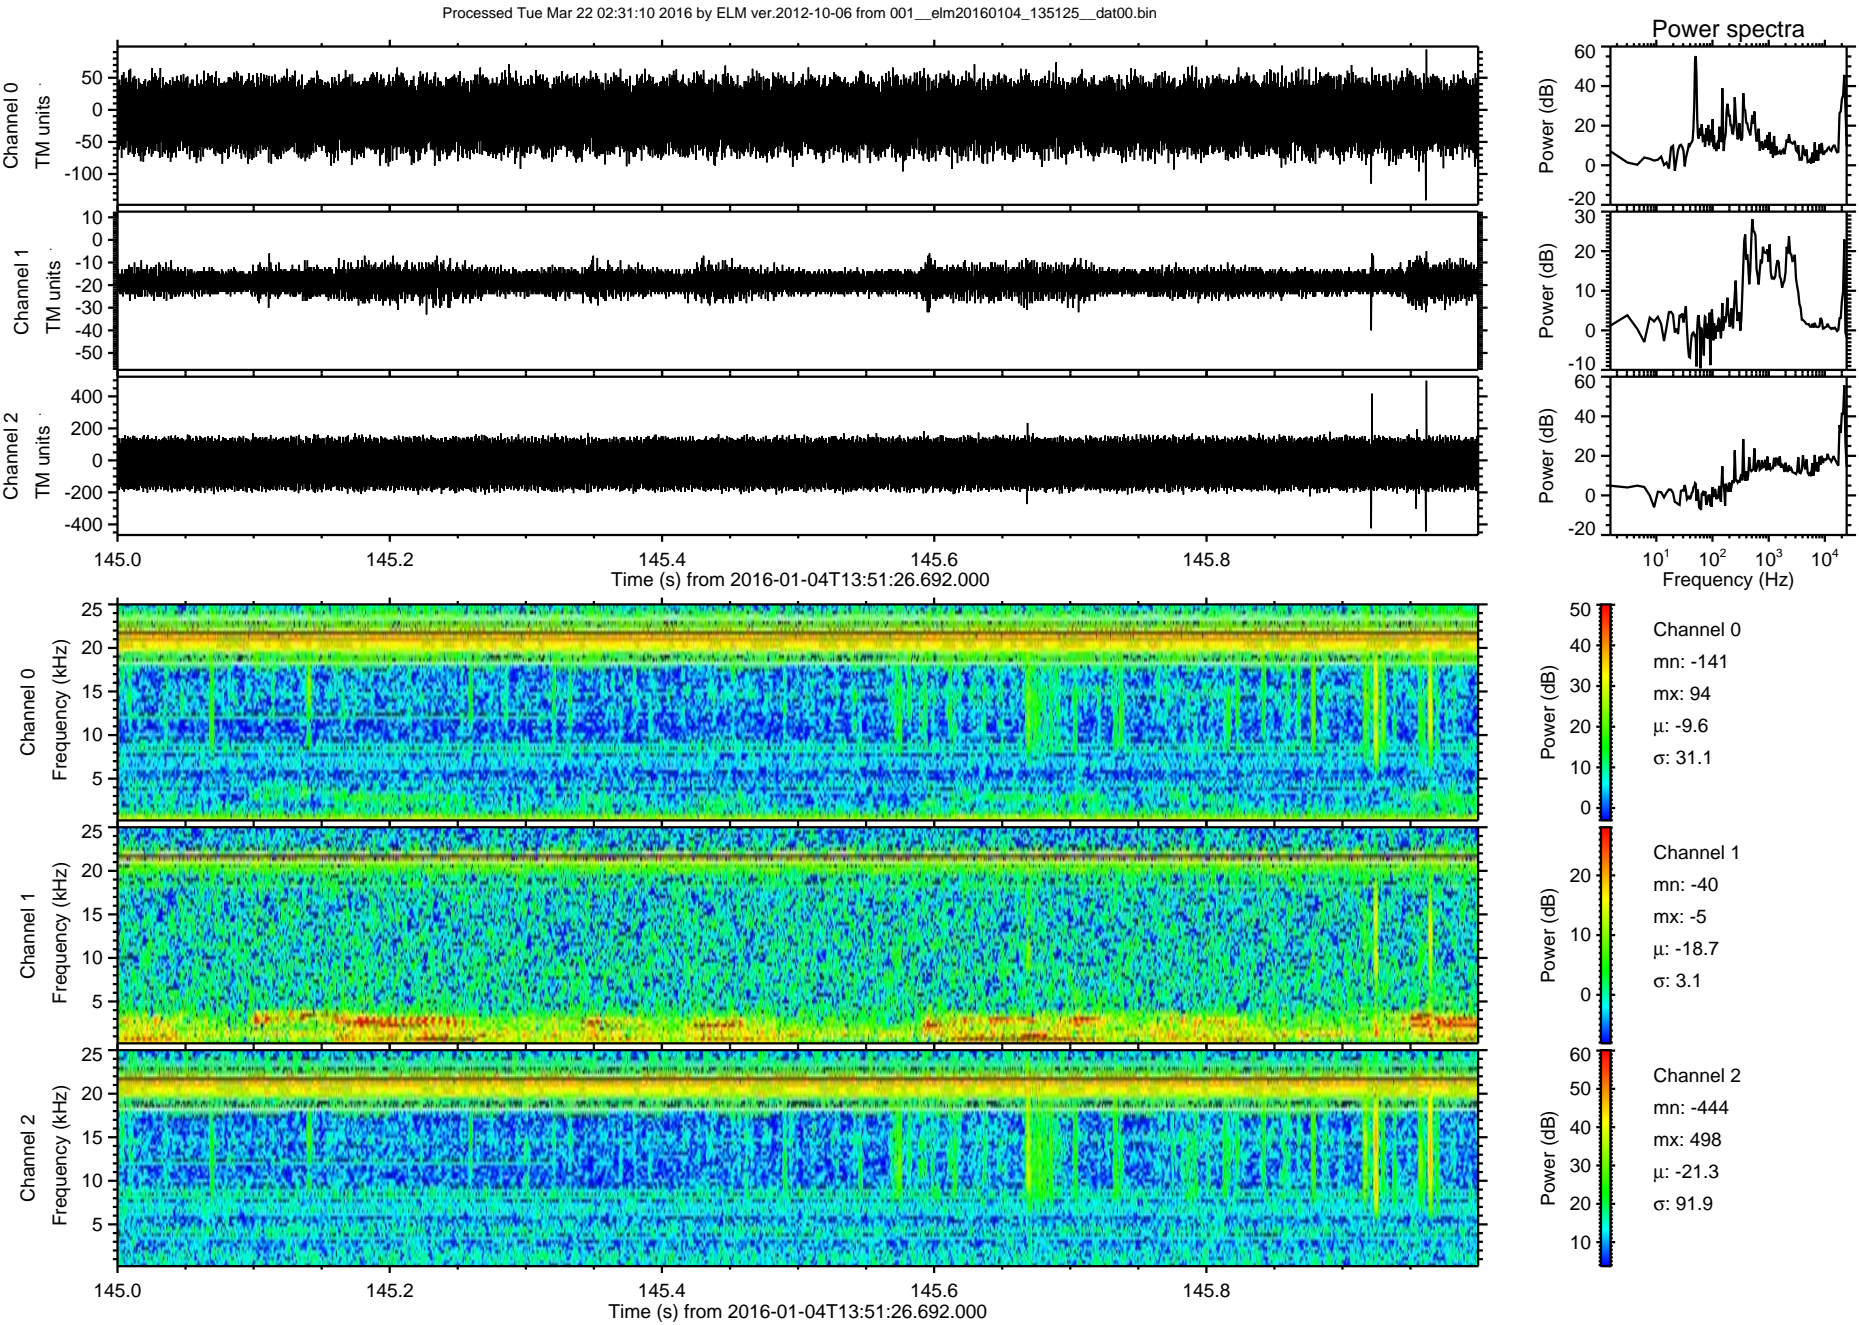 Processed Tue Mar 22 02:31:10 2016 by ELM ver.2012-10-06 from 001__elm20160104_135125__dat00.bin
Power spectra
Channel 0
TM units
50
0
-50
-100
Power (dB)
60
40
20
0
-20
Channel 1
TM units
10
0
-10
-20
-30
-40
-50
Power (dB)
30
20
10
0
-10
Channel 2
TM units
400
200
0
-200
-400
Power (dB)
60
40
20
0
-20
145.0 145.2 145.4 145.6 145.8
Time (s) from 2016-01-04T13:51:26.692.000
10¹ 10² 10³ 10⁴
Frequency (Hz)
Channel 0
Frequency (kHz)
25
20
15
10
5
Power (dB)
50
40
30
20
10
0
Channel 0
mn: -141
mx: 94
μ: -9.6
σ: 31.1
Channel 1
Frequency (kHz)
25
20
15
10
5
Power (dB)
20
10
0
Channel 1
mn: -40
mx: -5
μ: -18.7
σ: 3.1
Channel 2
Frequency (kHz)
25
20
15
10
5
Power (dB)
60
50
40
30
20
10
Channel 2
mn: -444
mx: 498
μ: -21.3
σ: 91.9
145.0 145.2 145.4 145.6 145.8
Time (s) from 2016-01-04T13:51:26.692.000